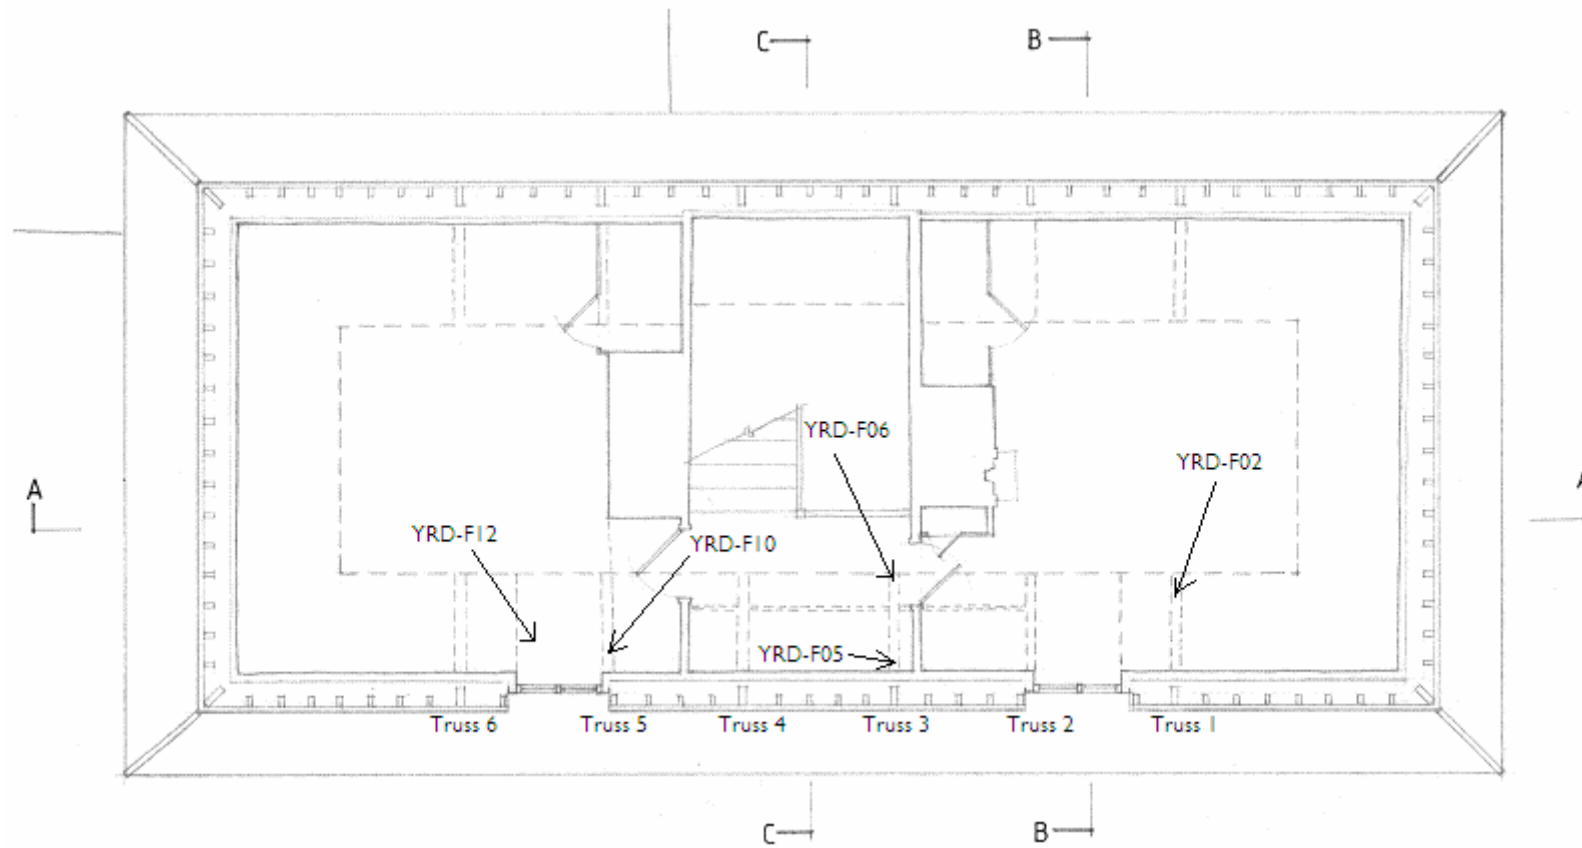 C
B
YRD-F06
YRD-F02
A
A
YRD-F12
YRD-F10
YRD-F05
Truss 6
Truss 5
Truss 4
Truss 3
Truss 2
Truss 1
C
B